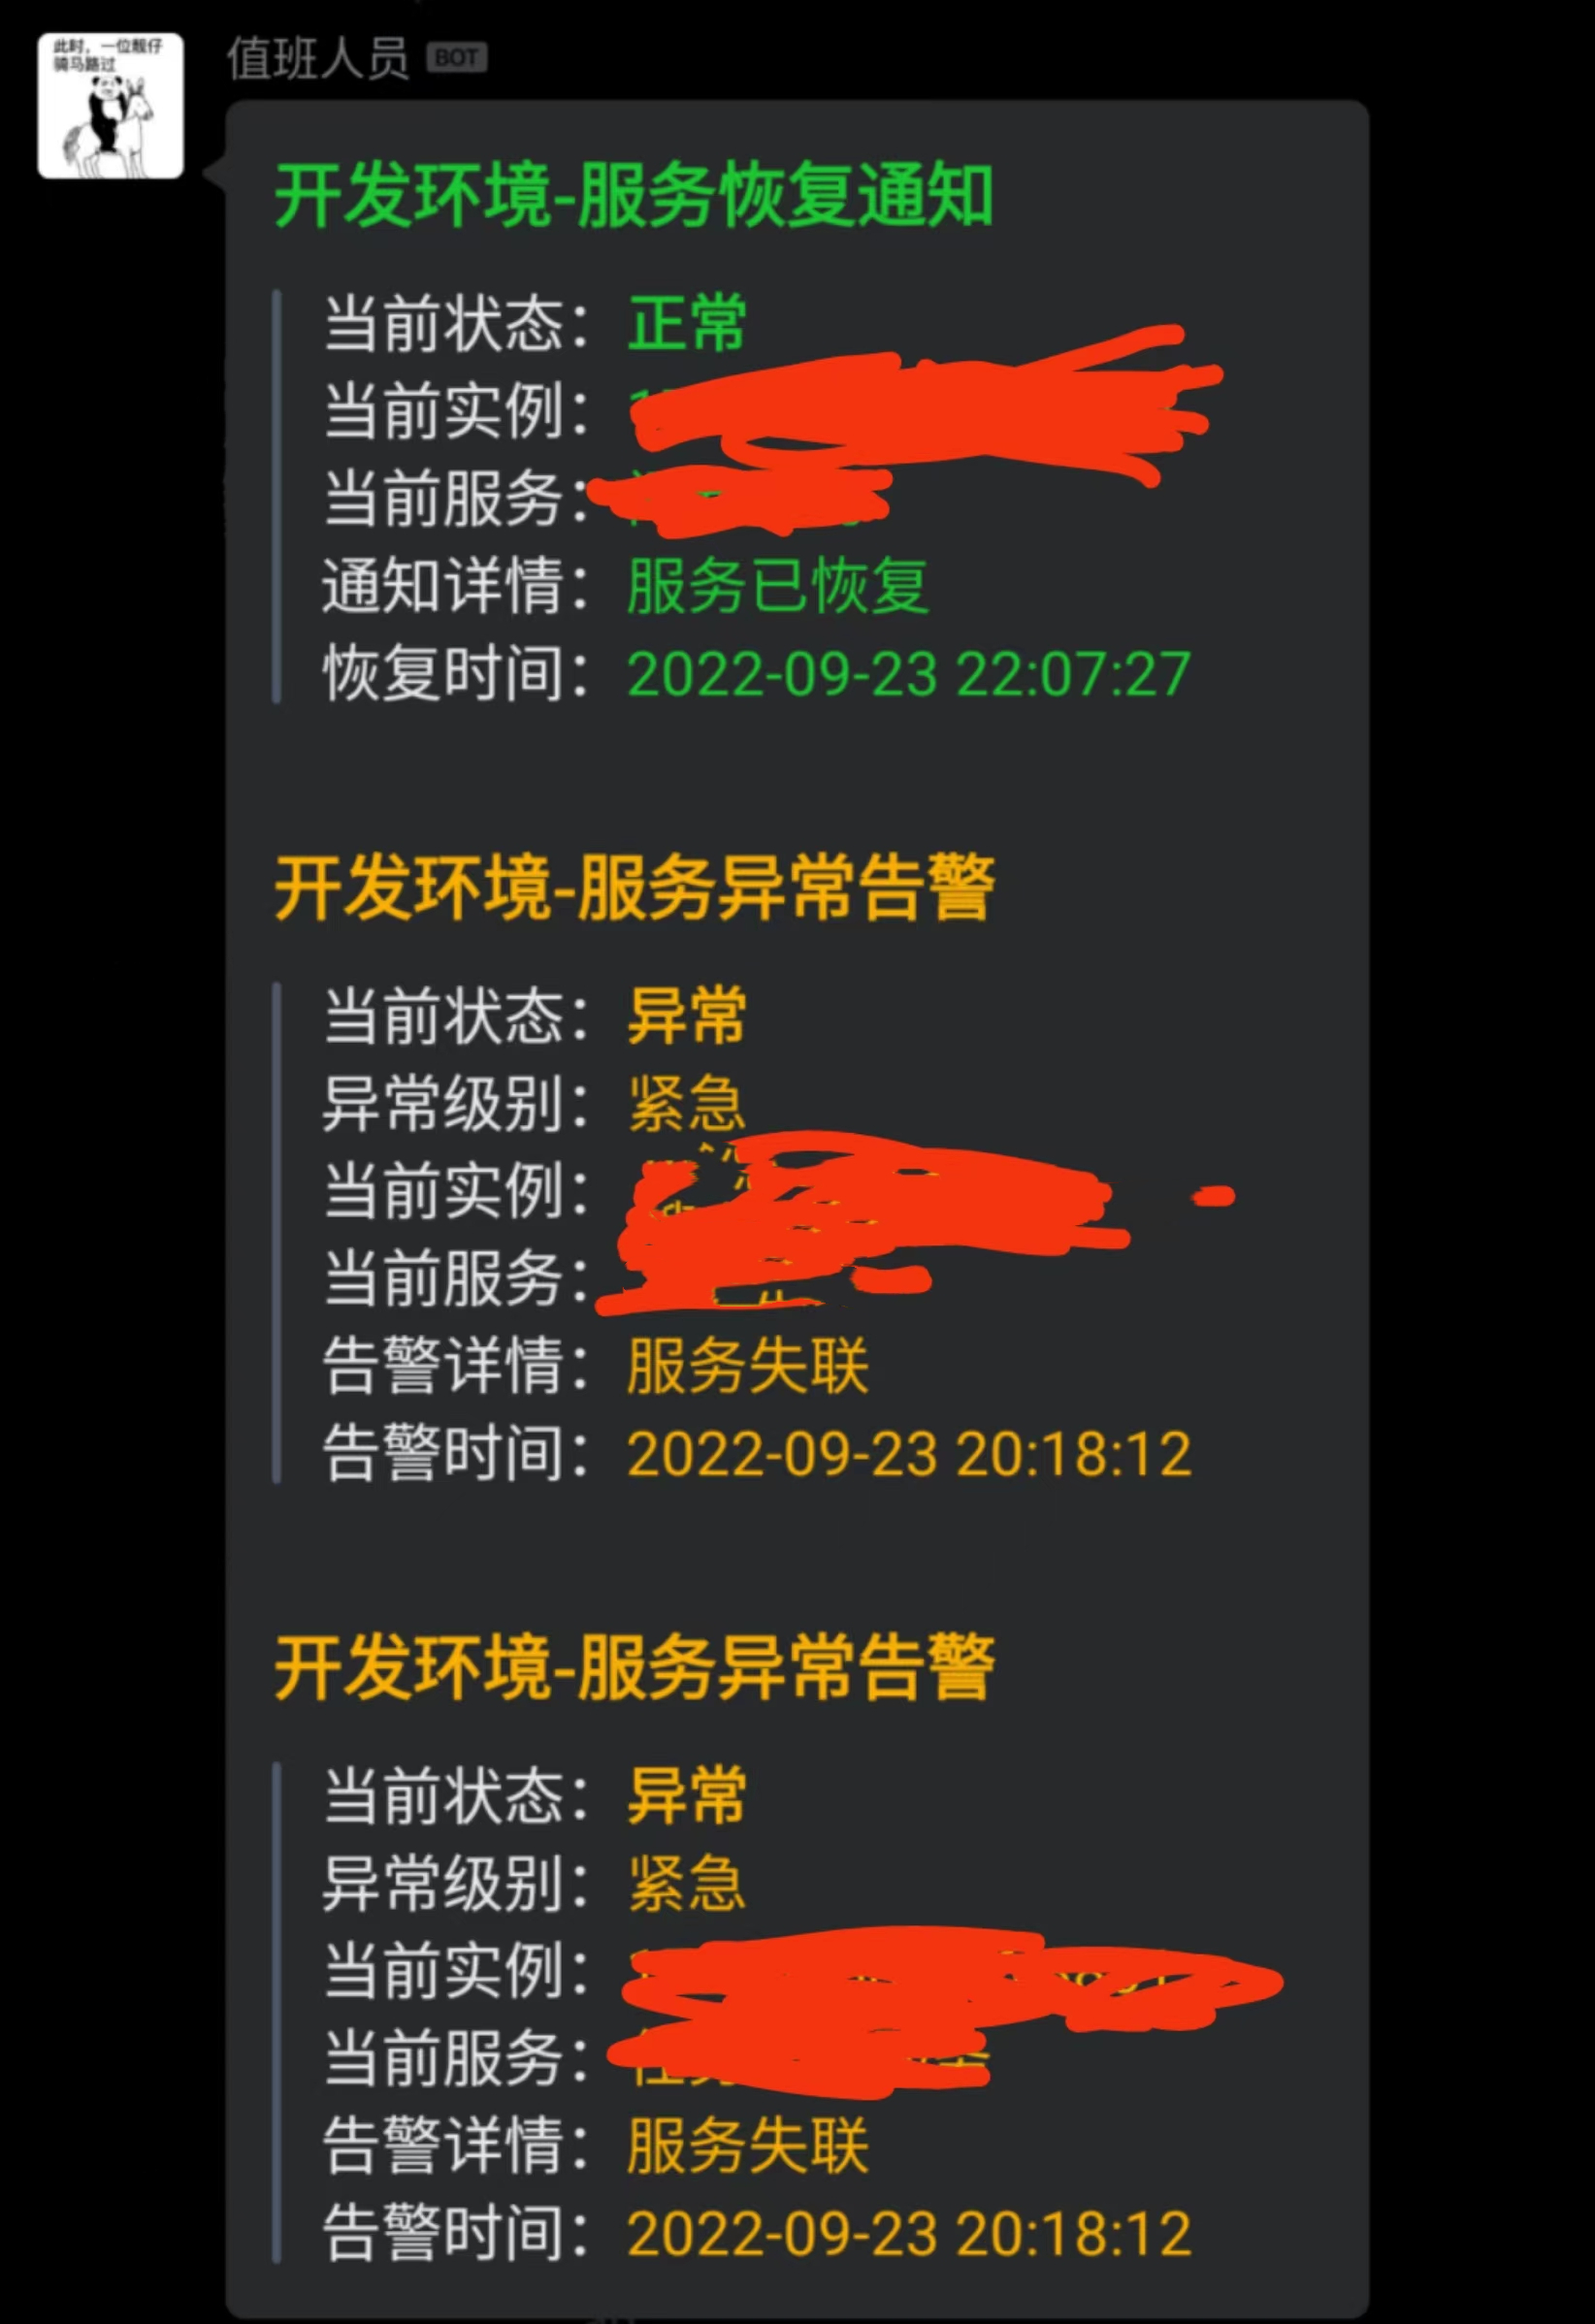 此时，一位靓仔
骑马路过
值班人员 BOT
开发环境-服务恢复通知
当前状态：正常
当前实例：
当前服务：
通知详情：服务已恢复
恢复时间：2022-09-23 22:07:27
开发环境-服务异常告警
当前状态：异常
异常级别：紧急
当前实例：
当前服务：
告警详情：服务失联
告警时间：2022-09-23 20:18:12
开发环境-服务异常告警
当前状态：异常
异常级别：紧急
当前实例：
当前服务：
告警详情：服务失联
告警时间：2022-09-23 20:18:12